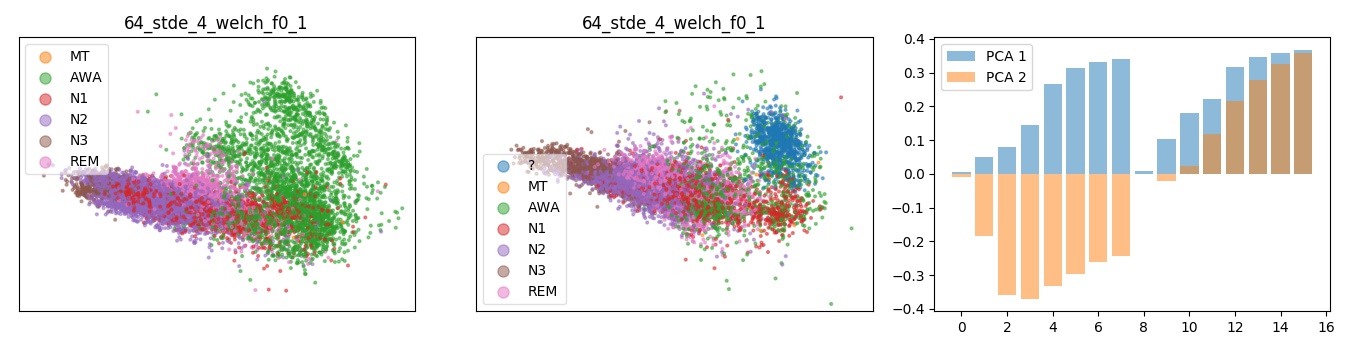 64_stde_4_welch_f0_1
MT
AWA
N1
N2
N3
REM
64_stde_4_welch_f0_1
?
MT
AWA
N1
N2
N3
REM
PCA 1
PCA 2
0.4
0.3
0.2
0.1
0.0
−0.1
−0.2
−0.3
−0.4
0 2 4 6 8 10 12 14 16